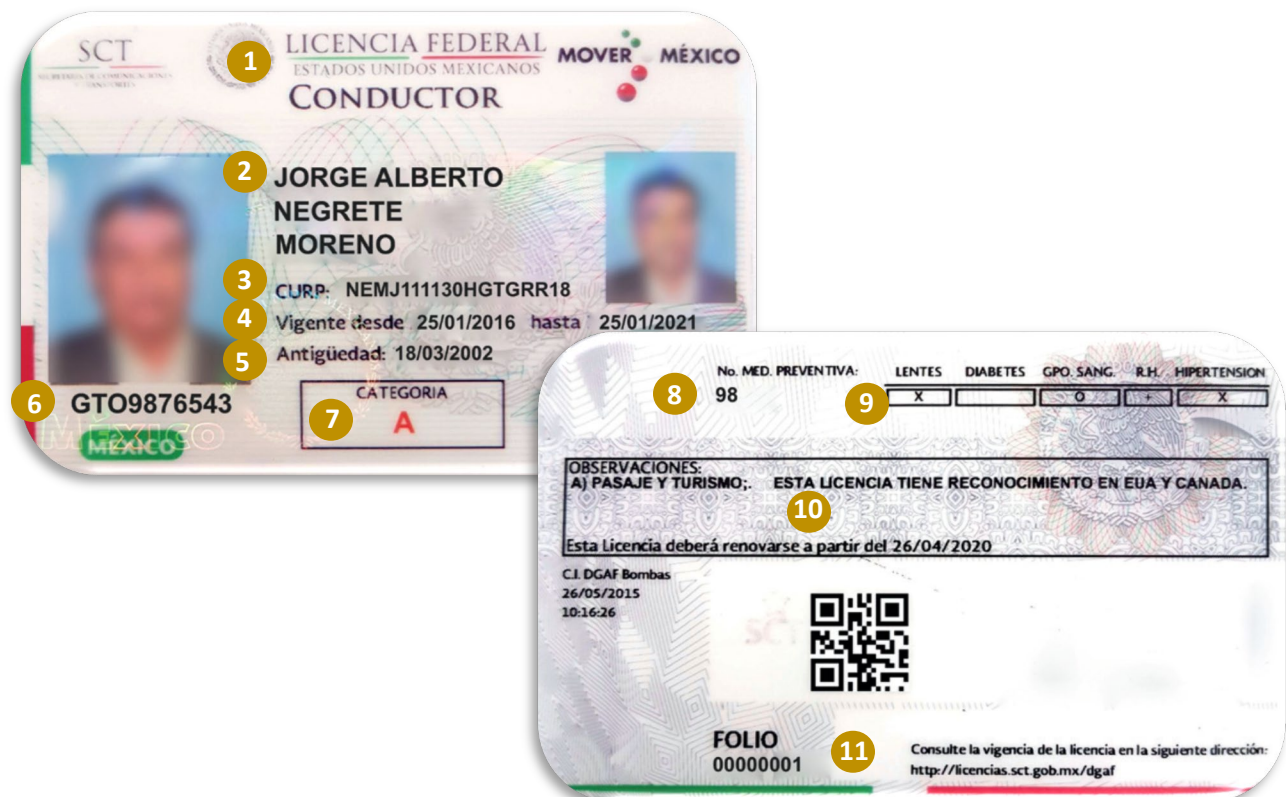 SCT
SECRETARÍA DE COMUNICACIONES
Y TRANSPORTES
1
LICENCIA FEDERAL
ESTADOS UNIDOS MEXICANOS
CONDUCTOR
MOVER MÉXICO
2
JORGE ALBERTO
NEGRETE
MORENO
3
CURP: NEMJ111130HGTGRR18
4
Vigente desde 25/01/2016 hasta 25/01/2021
5
Antigüedad: 18/03/2002
6
GTO9876543
7
CATEGORIA
A
México
MEXICO
8
No. MED. PREVENTIVA:
98
9
LENTES DIABETES GPO. SANG. R.H. HIPERTENSION
X O + X
OBSERVACIONES:
A) PASAJE Y TURISMO;. ESTA LICENCIA TIENE RECONOCIMIENTO EN EUA Y CANADA.
10
Esta Licencia deberá renovarse a partir del 26/04/2020
C.I. DGAF Bombas
26/05/2015
10:16:26
FOLIO
00000001
11
Consulte la vigencia de la licencia en la siguiente dirección:
http://licencias.sct.gob.mx/dgaf